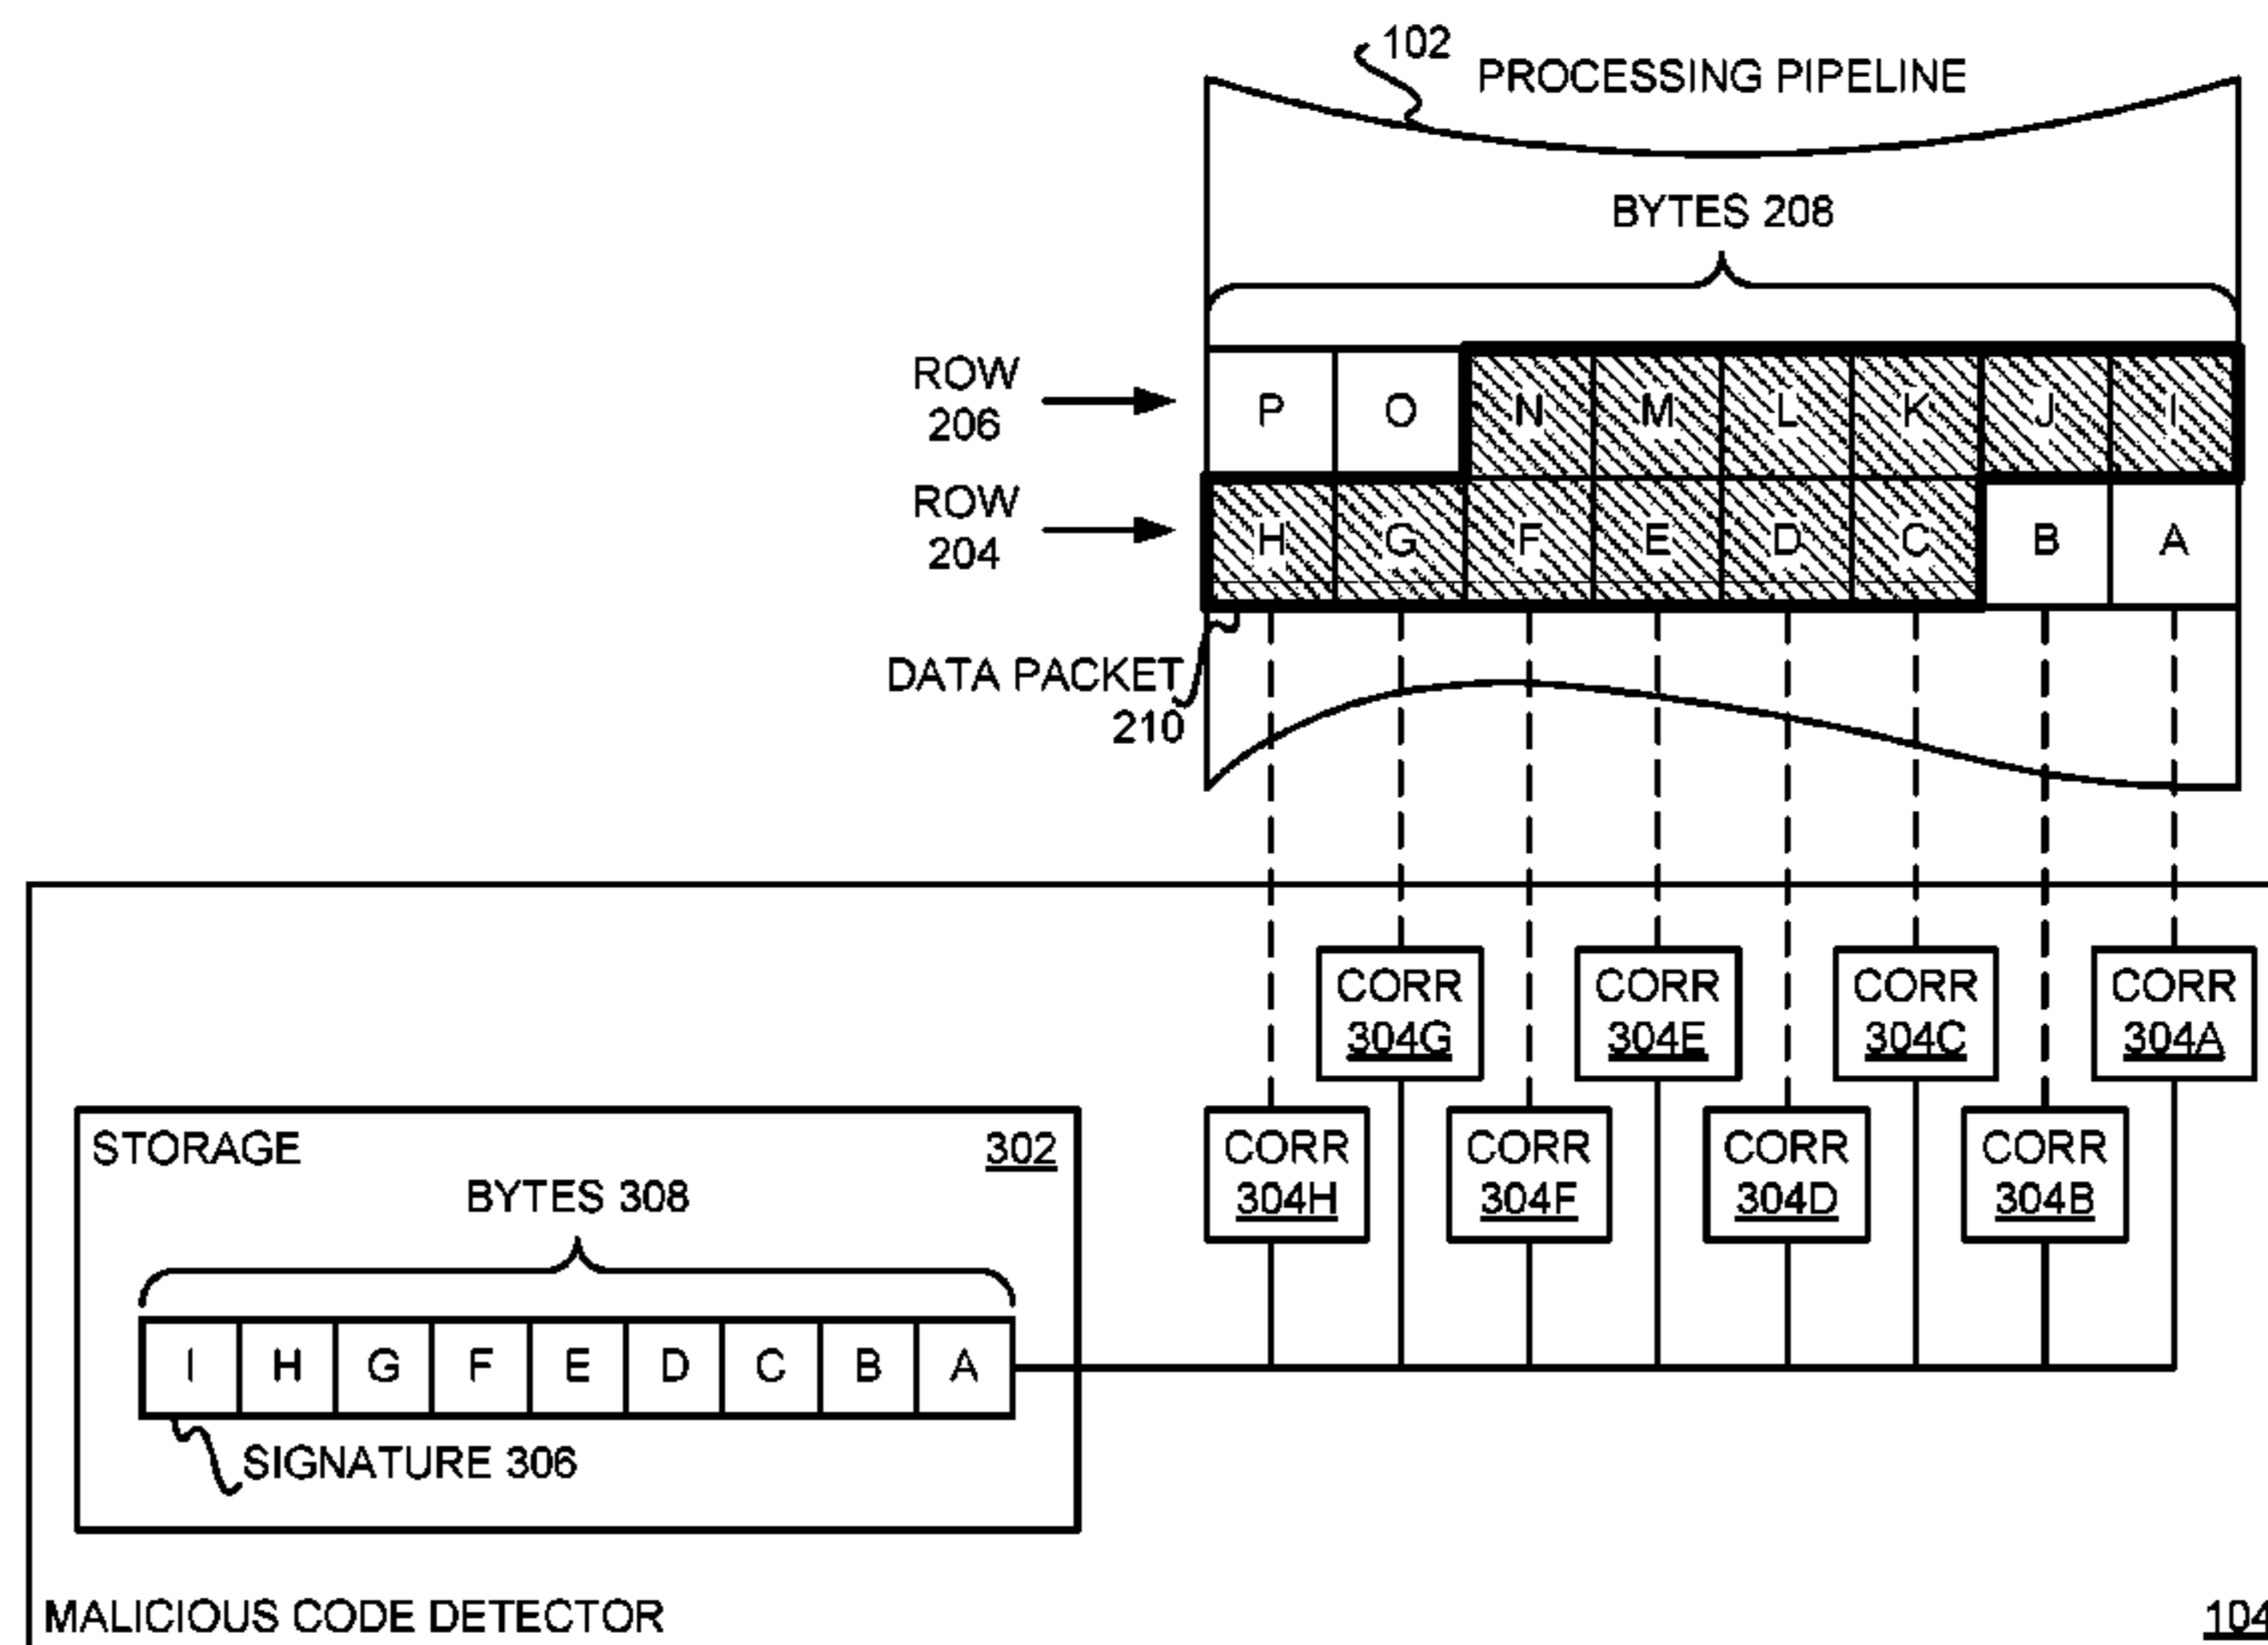 102
PROCESSING PIPELINE
BYTES 208
ROW
206
P O N M L K J I
ROW
204
H G F E D C B A
DATA PACKET
210
CORR
304G
CORR
304E
CORR
304C
CORR
304A
CORR
304H
CORR
304F
CORR
304D
CORR
304B
STORAGE 302
BYTES 308
I H G F E D C B A
SIGNATURE 306
MALICIOUS CODE DETECTOR 104